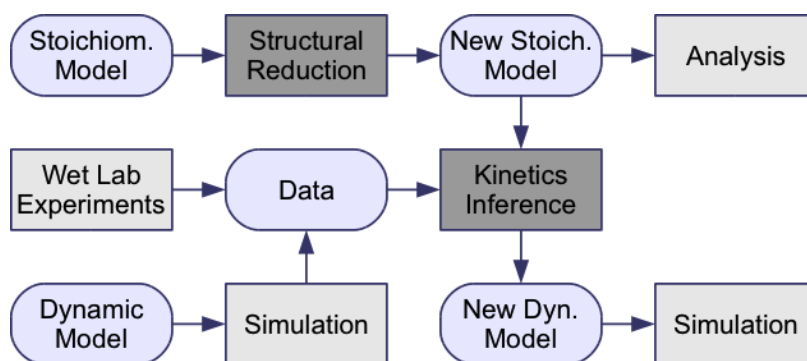 Stoichiom.
Model
Structural
Reduction
New Stoich.
Model
Analysis
Wet Lab
Experiments
Data
Kinetics
Inference
Dynamic
Model
Simulation
New Dyn.
Model
Simulation